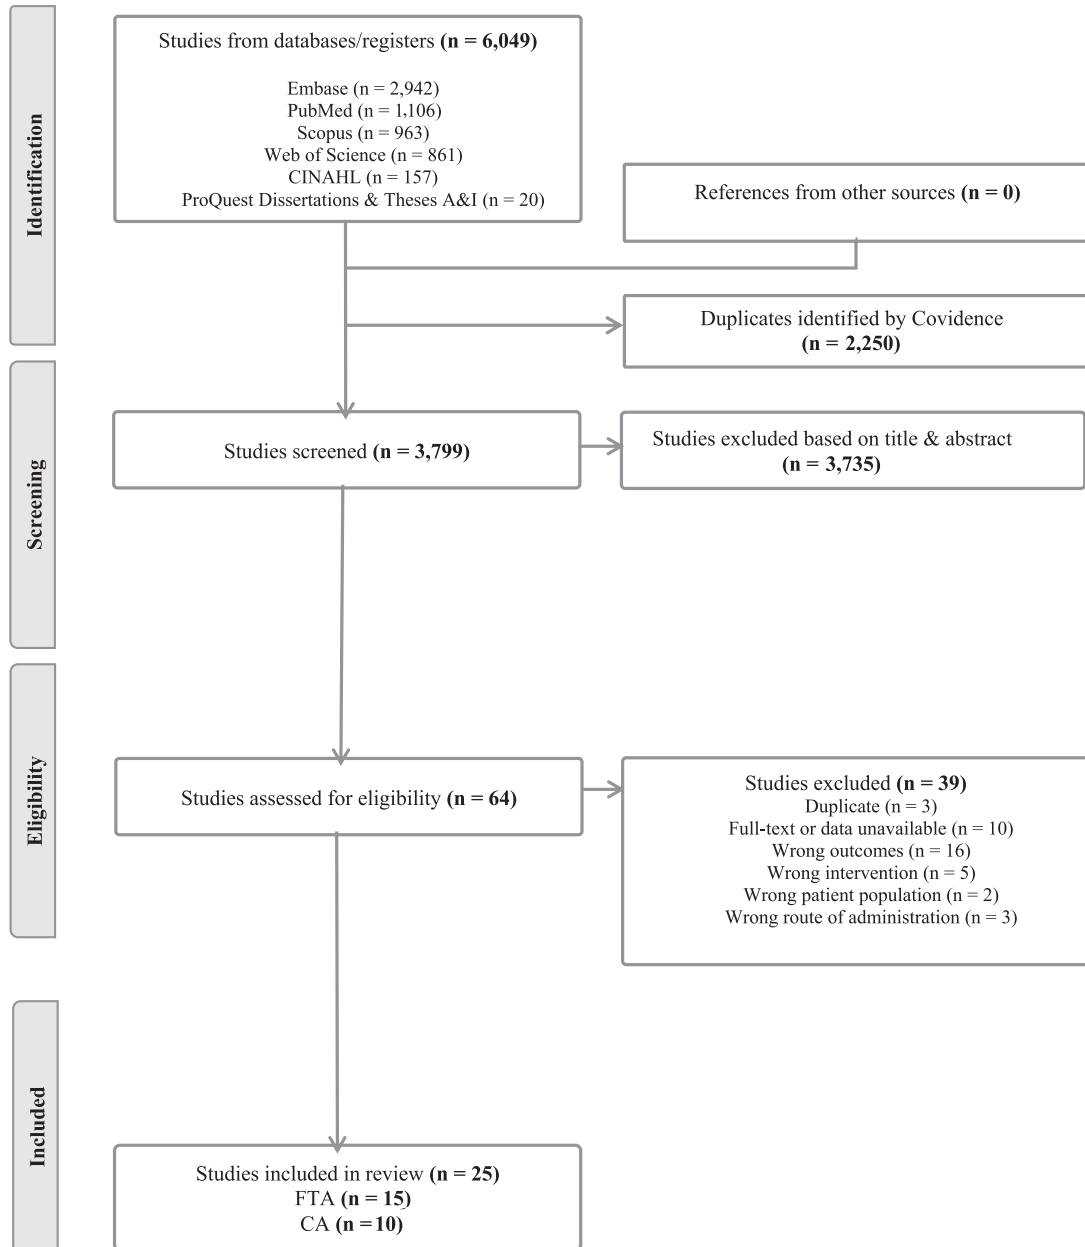 Identification
Studies from databases/registers (n = 6,049)
Embase (n = 2,942)
PubMed (n = 1,106)
Scopus (n = 963)
Web of Science (n = 861)
CINAHL (n = 157)
ProQuest Dissertations & Theses A&I (n = 20)
References from other sources (n = 0)
Duplicates identified by Covidence
(n = 2,250)
Screening
Studies screened (n = 3,799)
Studies excluded based on title & abstract
(n = 3,735)
Eligibility
Studies assessed for eligibility (n = 64)
Studies excluded (n = 39)
Duplicate (n = 3)
Full-text or data unavailable (n = 10)
Wrong outcomes (n = 16)
Wrong intervention (n = 5)
Wrong patient population (n = 2)
Wrong route of administration (n = 3)
Included
Studies included in review (n = 25)
FTA (n = 15)
CA (n =10)